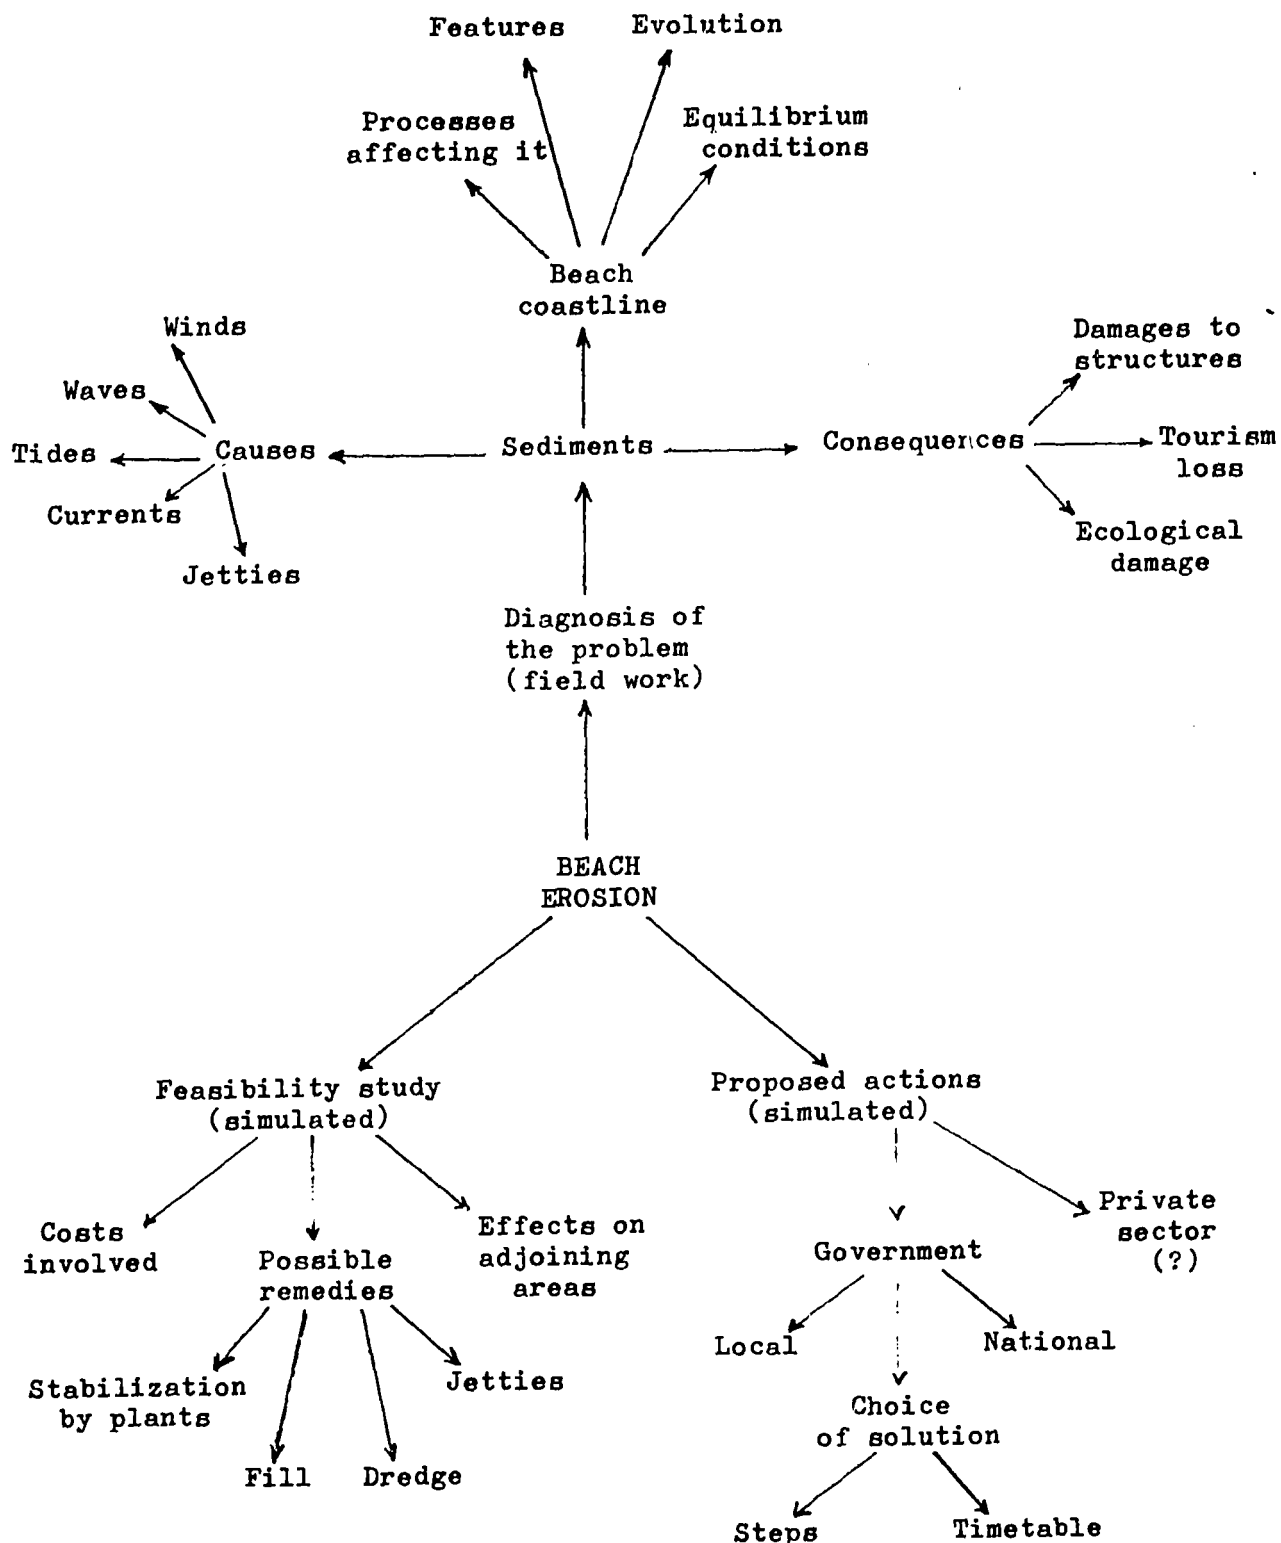 Features
Evolution
Processes
affecting it
Equilibrium
conditions
Beach
coastline
Winds
Waves
Tides
Currents
Jetties
Causes
Sediments
Consequences
Damages to
structures
Tourism
loss
Ecological
damage
Diagnosis of
the problem
(field work)
BEACH
EROSION
Feasibility study
(simulated)
Proposed actions
(simulated)
Costs
involved
Possible
remedies
Effects on
adjoining
areas
Government
Private
sector
(?)
Stabilization
by plants
Fill
Dredge
Jetties
Local
National
Choice
of solution
Steps
Timetable